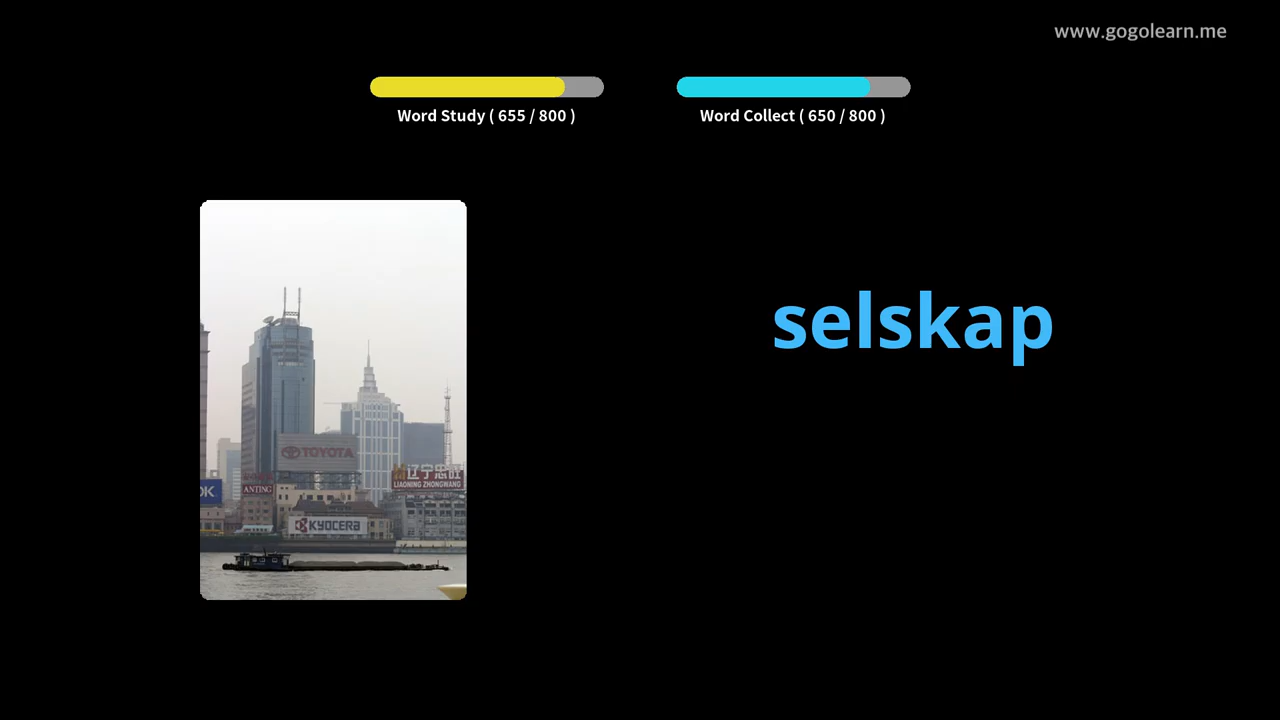 www.gogolearn.me
Word Study ( 655 / 800 )
Word Collect ( 650 / 800 )
selskap
TOYOTA
辽宁忠旺
LIAONING ZHONGWANG
OK
ANTING
KYOCERA